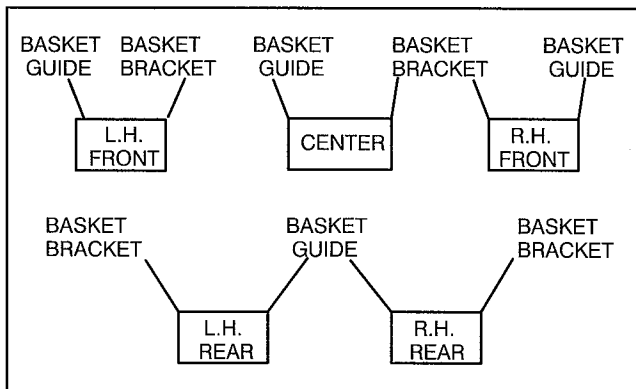 BASKET GUIDE
BASKET BRACKET
BASKET GUIDE
BASKET BRACKET
BASKET GUIDE
L.H. FRONT
CENTER
R.H. FRONT
BASKET BRACKET
BASKET GUIDE
BASKET BRACKET
L.H. REAR
R.H. REAR